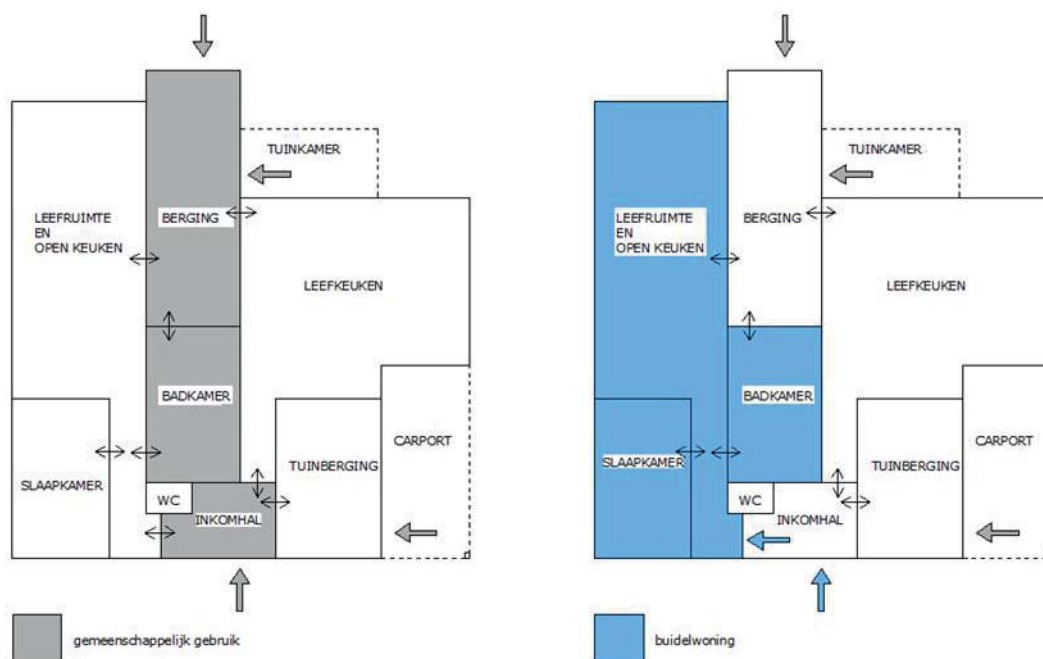 TUINKAMER
LEEFRUIMTE
EN
OPEN KEUKEN
BERGING
LEEFKEUKEN
BADKAMER
CARPORT
TUINBERGING
SLAAPKAMER
WC
INKOMHAL
gemeenschappelijk gebruik
TUINKAMER
LEEFRUIMTE
EN
OPEN KEUKEN
BERGING
LEEFKEUKEN
BADKAMER
CARPORT
TUINBERGING
SLAAPKAMER
WC
INKOMHAL
buidelwoning